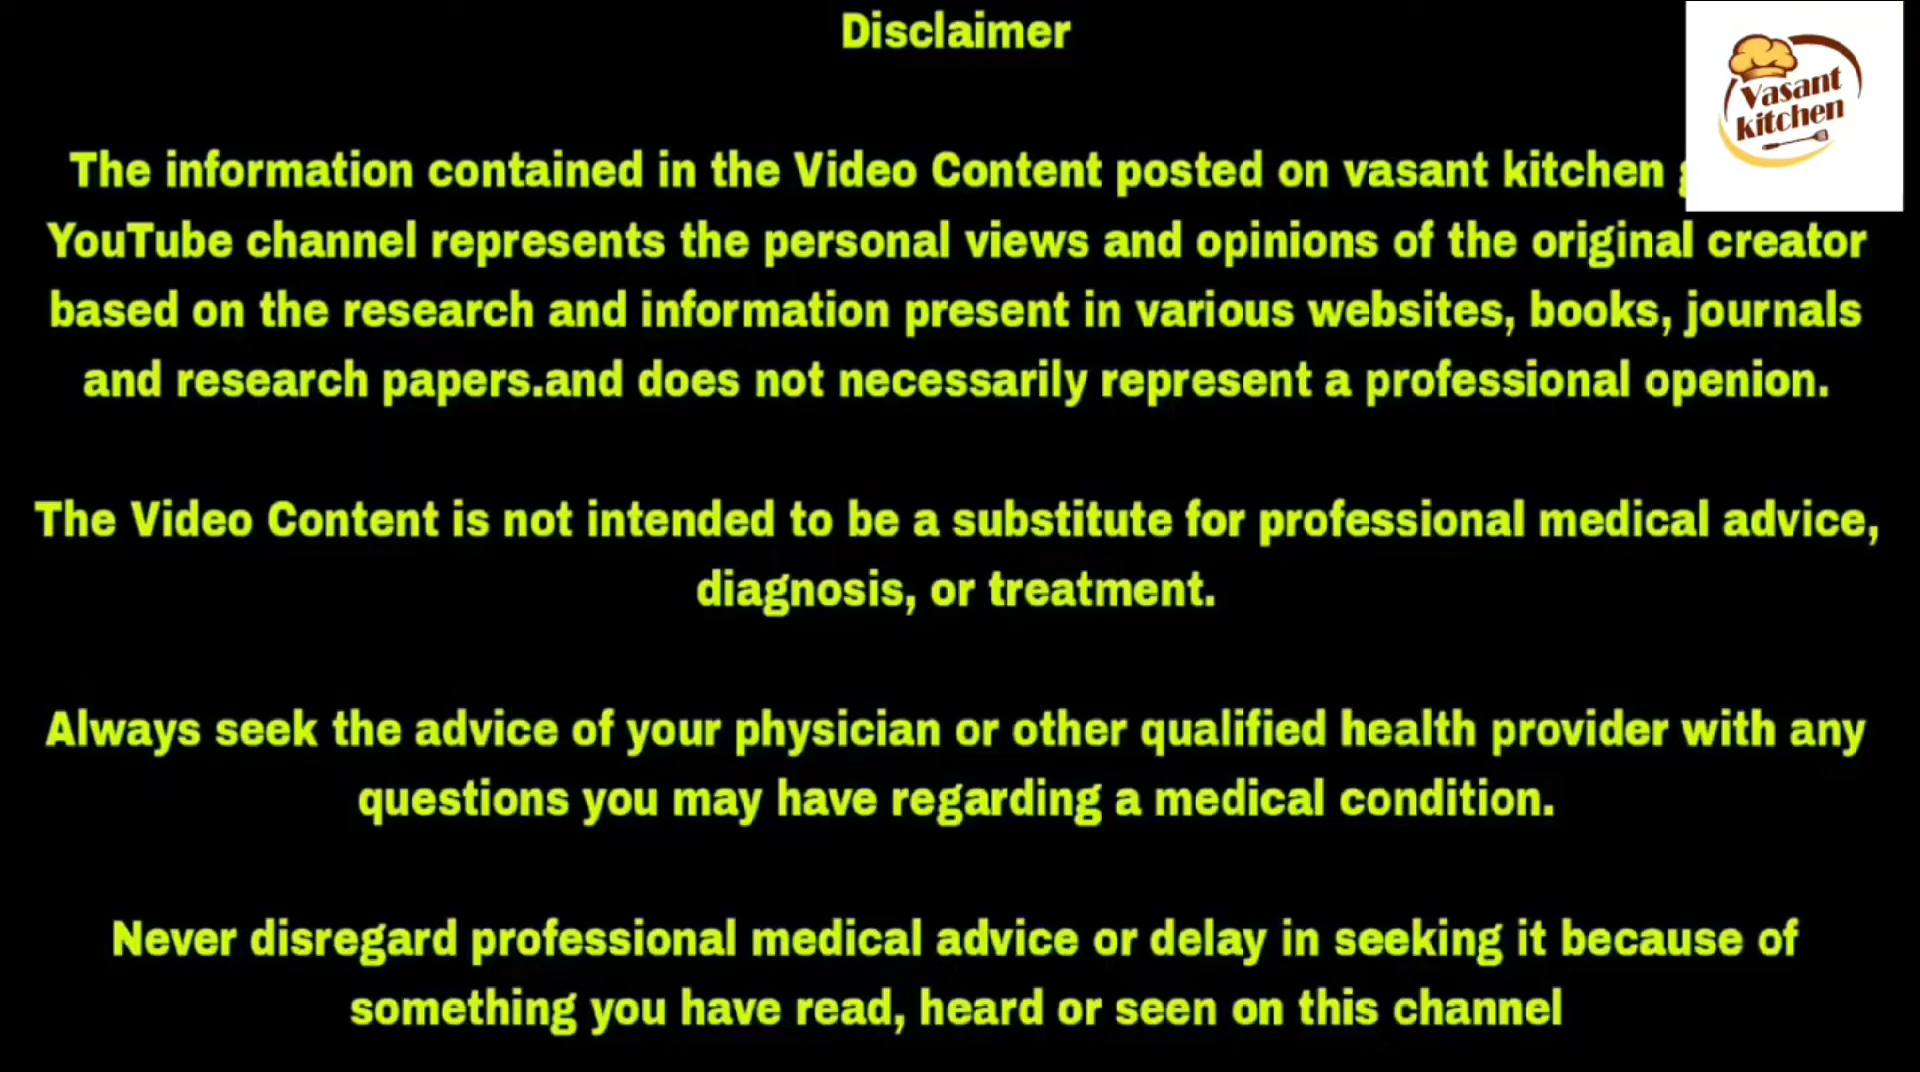 Disclaimer
Vasant
kitchen
The information contained in the Video Content posted on vasant kitchen
YouTube channel represents the personal views and opinions of the original creator
based on the research and information present in various websites, books, journals
and research papers.and does not necessarily represent a professional openion.
The Video Content is not intended to be a substitute for professional medical advice,
diagnosis, or treatment.
Always seek the advice of your physician or other qualified health provider with any
questions you may have regarding a medical condition.
Never disregard professional medical advice or delay in seeking it because of
something you have read, heard or seen on this channel